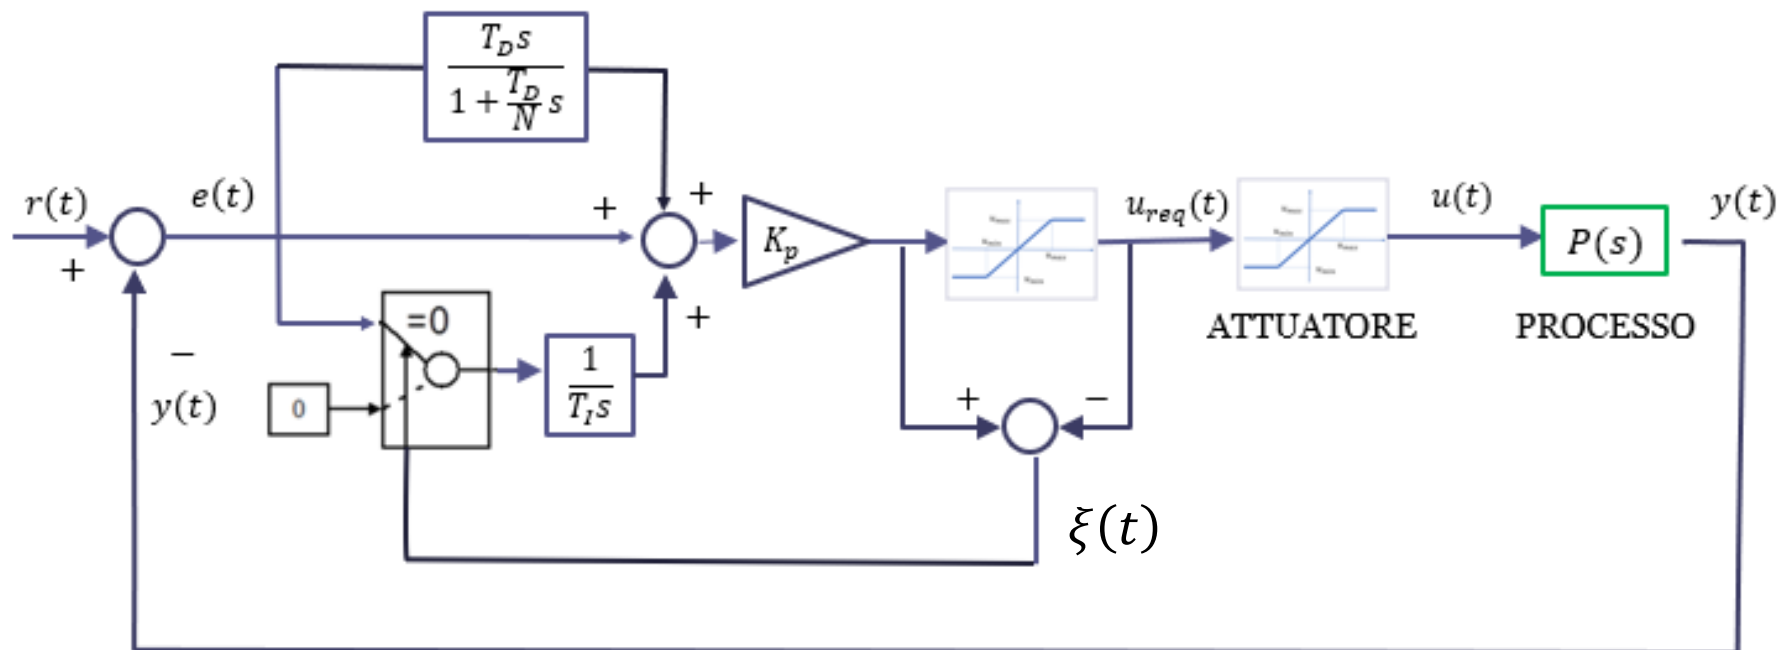 T_D s
1 + T_D/N s
r(t)
+
e(t)
+
+
K_p
u_req(t)
u(t)
P(s)
y(t)
=0
+
ATTUATORE
PROCESSO
−
y(t)
0
1
T_I s
+
−
ξ(t)